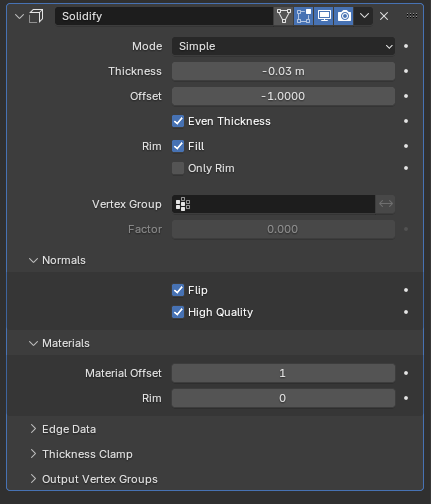 Solidify
Mode Simple
Thickness -0.03 m
Offset -1.0000
Even Thickness
Rim Fill
Only Rim
Vertex Group
Factor 0.000
Normals
Flip
High Quality
Materials
Material Offset 1
Rim 0
Edge Data
Thickness Clamp
Output Vertex Groups